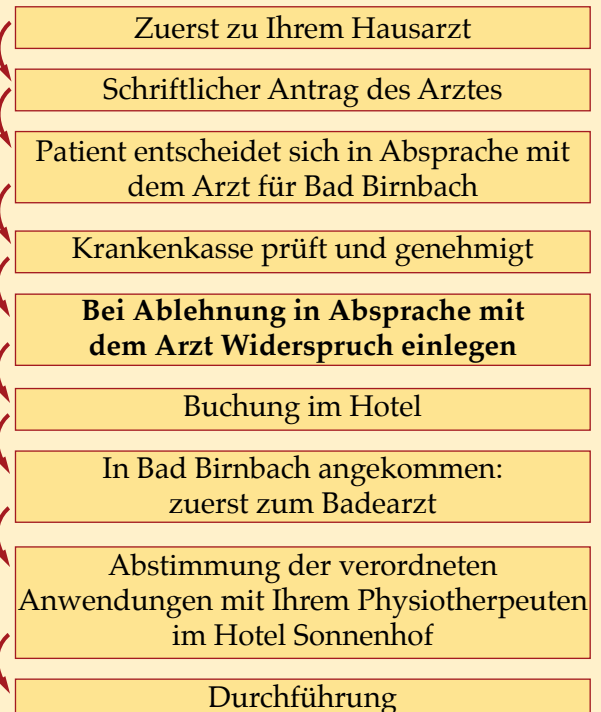 Zuerst zu Ihrem Hausarzt
Schriftlicher Antrag des Arztes
Patient entscheidet sich in Absprache mit
dem Arzt für Bad Birnbach
Krankenkasse prüft und genehmigt
Bei Ablehnung in Absprache mit
dem Arzt Widerspruch einlegen
Buchung im Hotel
In Bad Birnbach angekommen:
zuerst zum Badearzt
Abstimmung der verordneten
Anwendungen mit Ihrem Physiotherpeuten
im Hotel Sonnenhof
Durchführung